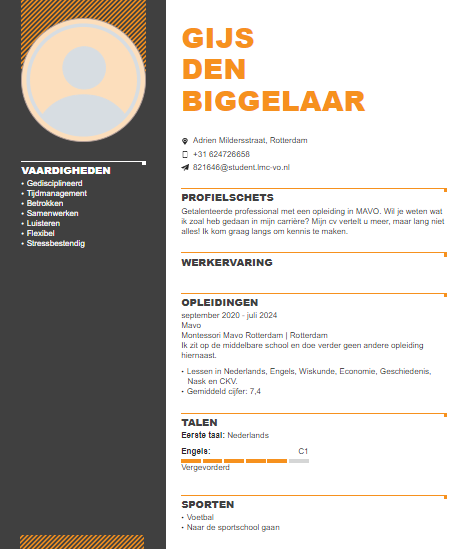 GIJS
DEN
BIGGELAAR
Adrien Mildersstraat, Rotterdam
+31 624726658
821646@student.lmc-vo.nl
VAARDIGHEDEN
• Gedisciplineerd
• Tijdmanagement
• Betrokken
• Samenwerken
• Luisteren
• Flexibel
• Stressbestendig
PROFIELSCHETS
Getalenteerde professional met een opleiding in MAVO. Wil je weten wat
ik zoal heb gedaan in mijn carrière? Mijn cv vertelt u meer, maar lang niet
alles! Ik kom graag langs om kennis te maken.
WERKERVARING
OPLEIDINGEN
september 2020 - juli 2024
Mavo
Montessori Mavo Rotterdam | Rotterdam
Ik zit op de middelbare school en doe verder geen andere opleiding
hiernaast.
• Lessen in Nederlands, Engels, Wiskunde, Economie, Geschiedenis,
Nask en CKV.
• Gemiddeld cijfer: 7,4
TALEN
Eerste taal: Nederlands
Engels: C1
Vergevorderd
SPORTEN
• Voetbal
• Naar de sportschool gaan